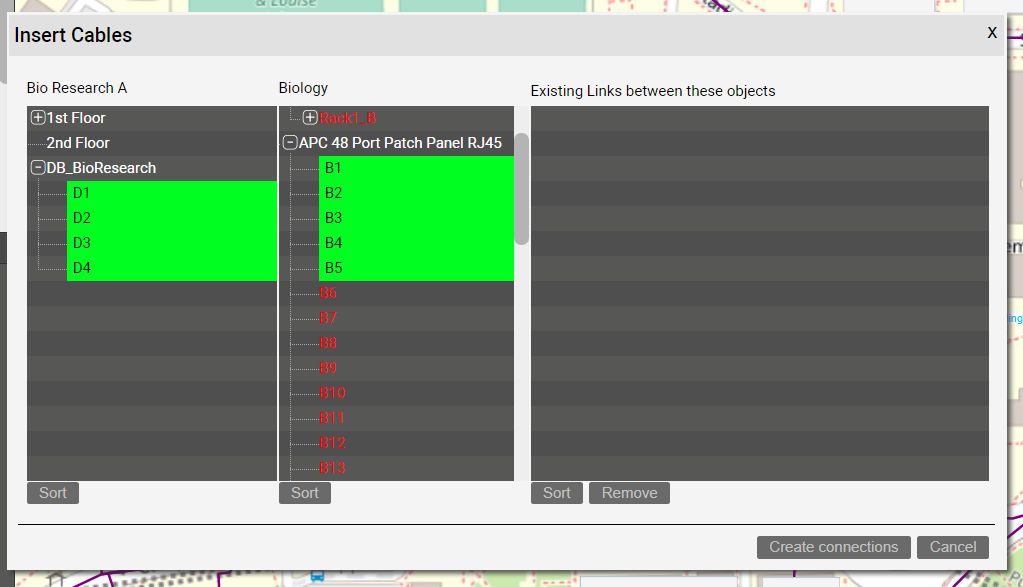 & Louise
Insert Cables
X
Bio Research A
Biology
Existing Links between these objects
1st Floor
2nd Floor
DB_BioResearch
D1
D2
D3
D4
Rack1_B
APC 48 Port Patch Panel RJ45
B1
B2
B3
B4
B5
B6
B7
B8
B9
B10
B11
B12
B13
Sort
Sort
Sort
Remove
Create connections
Cancel